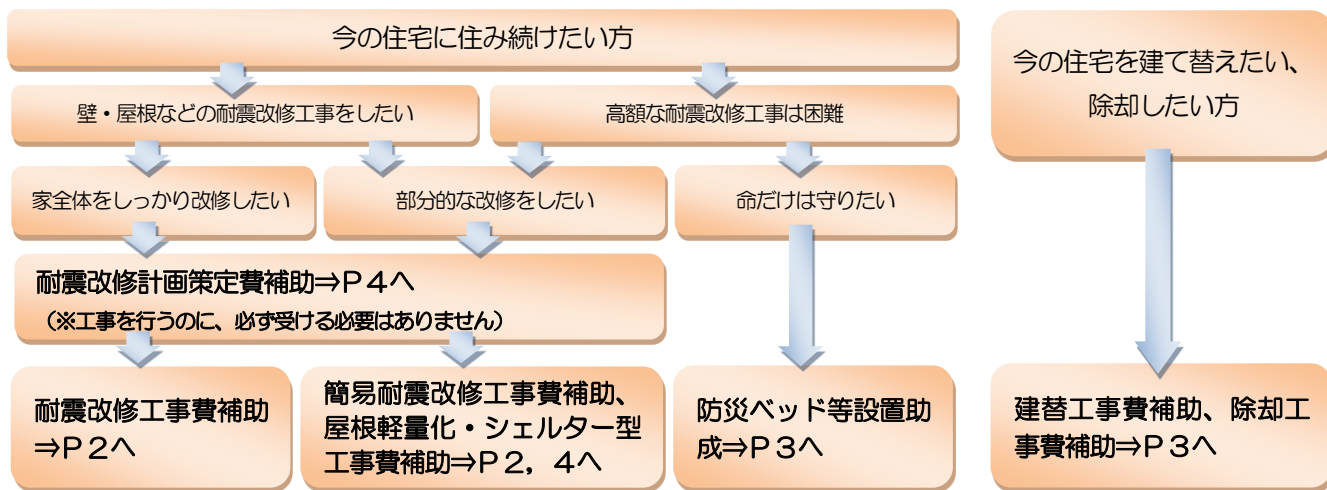 今の住宅に住み続けたい方
今の住宅を建て替えたい、
除却したい方
壁・屋根などの耐震改修工事をしたい
高額な耐震改修工事は困難
家全体をしっかり改修したい
部分的な改修をしたい
命だけは守りたい
耐震改修計画策定費補助⇒Ｐ４へ
（※工事を行うのに、必ず受ける必要はありません）
耐震改修工事費補助
⇒Ｐ２へ
簡易耐震改修工事費補助、
屋根軽量化・シェルター型
工事費補助⇒Ｐ２，４へ
防災ベッド等設置助
成⇒Ｐ３へ
建替工事費補助、除却工
事費補助⇒Ｐ３へ